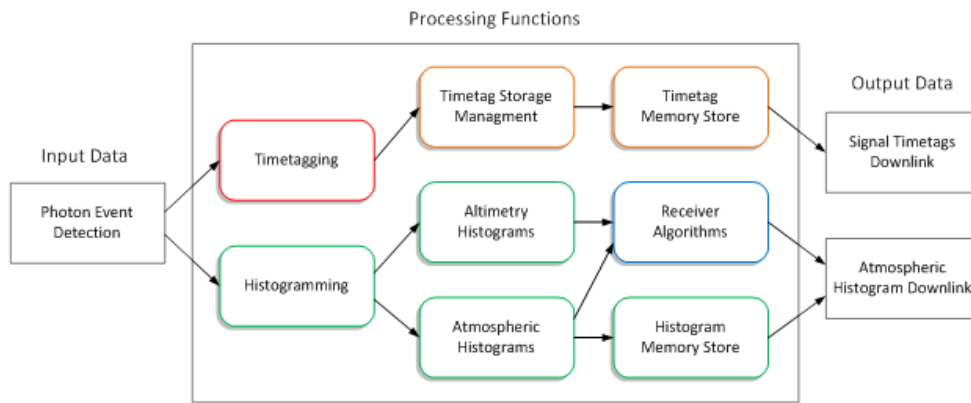 Processing Functions
Input Data
Photon Event
Detection
Timetagging
Histogramming
Timetag Storage
Managment
Altimetry
Histograms
Atmospheric
Histograms
Timetag
Memory Store
Receiver
Algorithms
Histogram
Memory Store
Output Data
Signal Timetags
Downlink
Atmospheric
Histogram Downlink